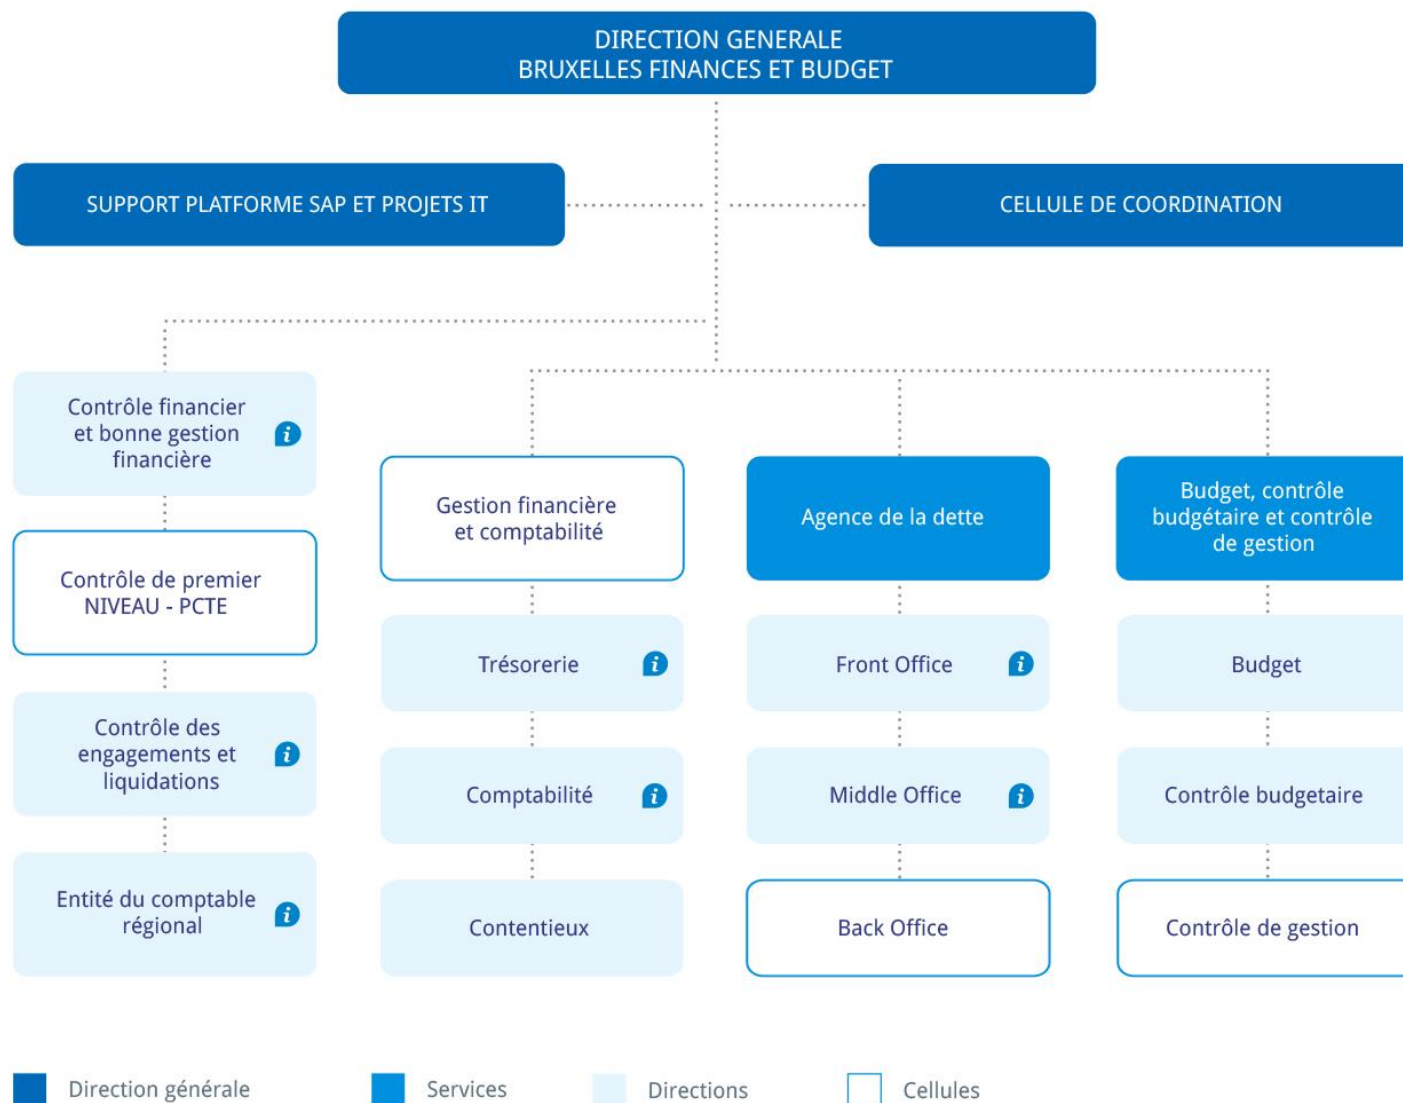 DIRECTION GENERALE
BRUXELLES FINANCES ET BUDGET
SUPPORT PLATFORME SAP ET PROJETS IT
CELLULE DE COORDINATION
Contrôle financier
et bonne gestion
financière
i
Contrôle de premier
NIVEAU - PCTE
Contrôle des
engagements et
liquidations
i
Entité du comptable
régional
i
Gestion financière
et comptabilité
Trésorerie
i
Comptabilité
i
Contentieux
Agence de la dette
Front Office
i
Middle Office
i
Back Office
Budget, contrôle
budgétaire et contrôle
de gestion
Budget
Contrôle budgetaire
Contrôle de gestion
Direction générale
Services
Directions
Cellules